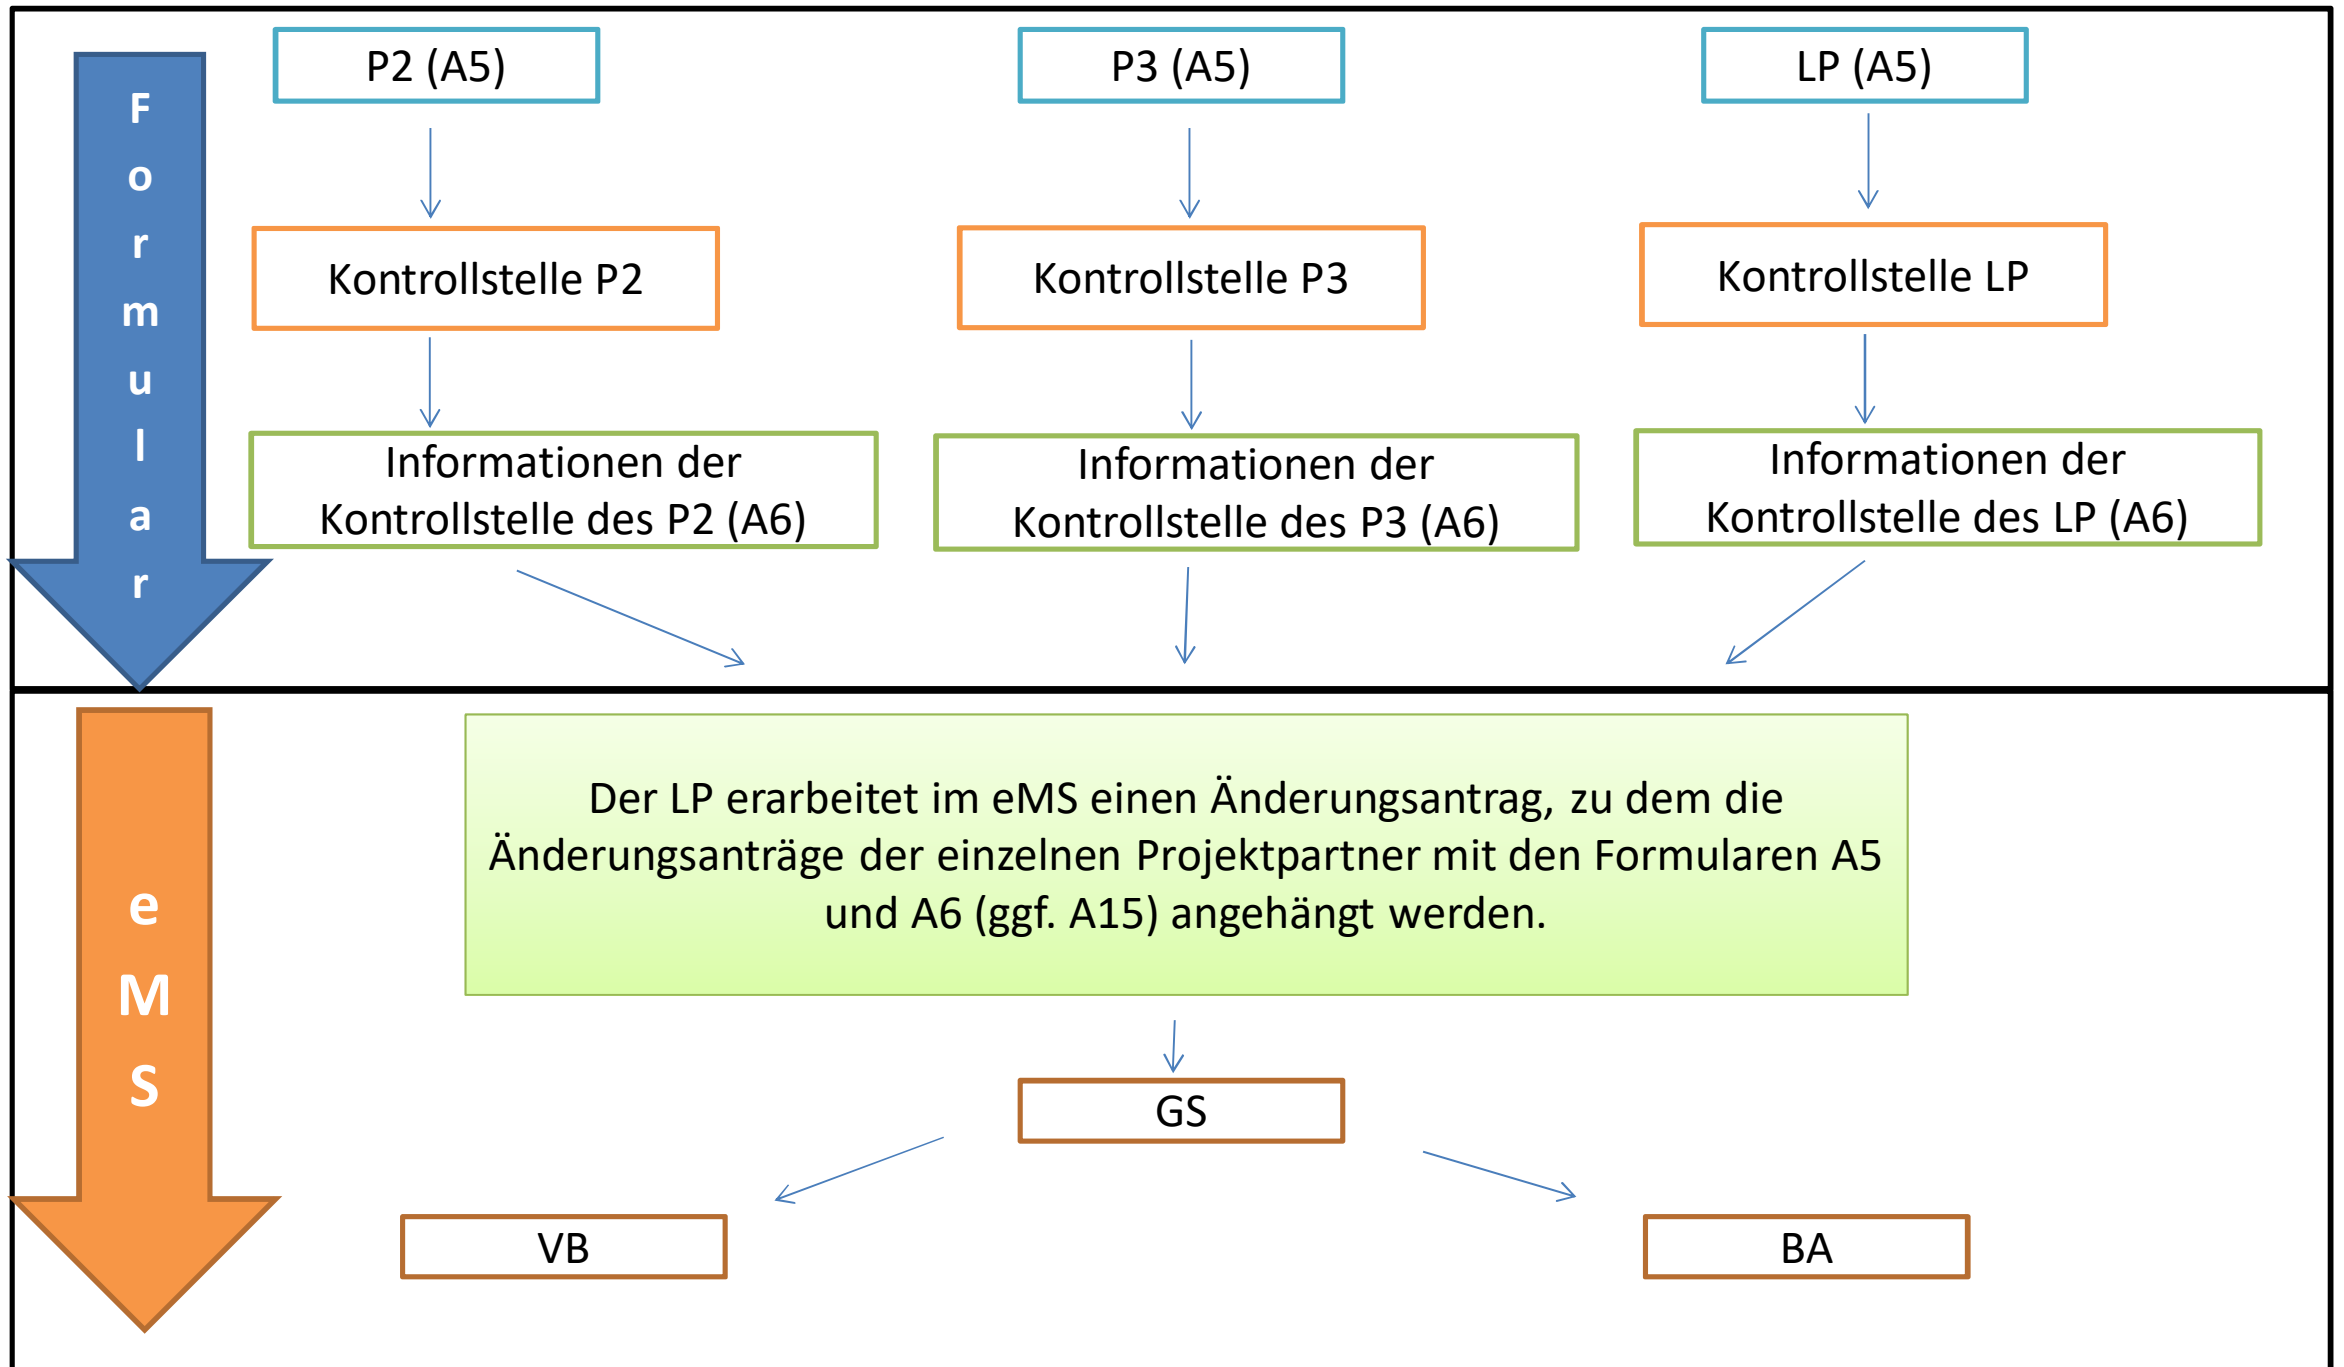 Formular
P2 (A5)
P3 (A5)
LP (A5)
Kontrollstelle P2
Kontrollstelle P3
Kontrollstelle LP
Informationen der
Kontrollstelle des P2 (A6)
Informationen der
Kontrollstelle des P3 (A6)
Informationen der
Kontrollstelle des LP (A6)
eMS
Der LP erarbeitet im eMS einen Änderungsantrag, zu dem die
Änderungsanträge der einzelnen Projektpartner mit den Formularen A5
und A6 (ggf. A15) angehängt werden.
GS
VB
BA